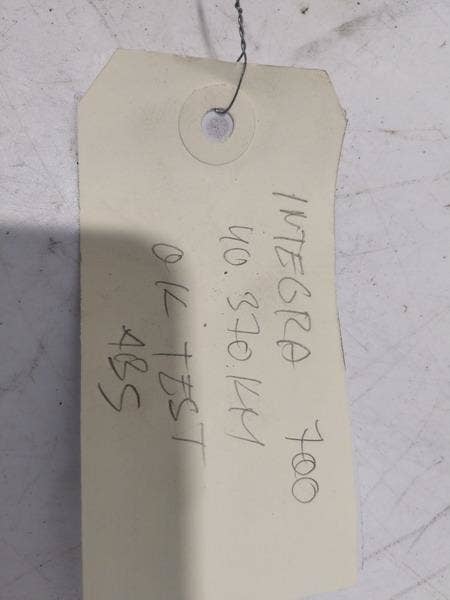 INTEGRA 700
40.370 KM
OK TEST
ABS